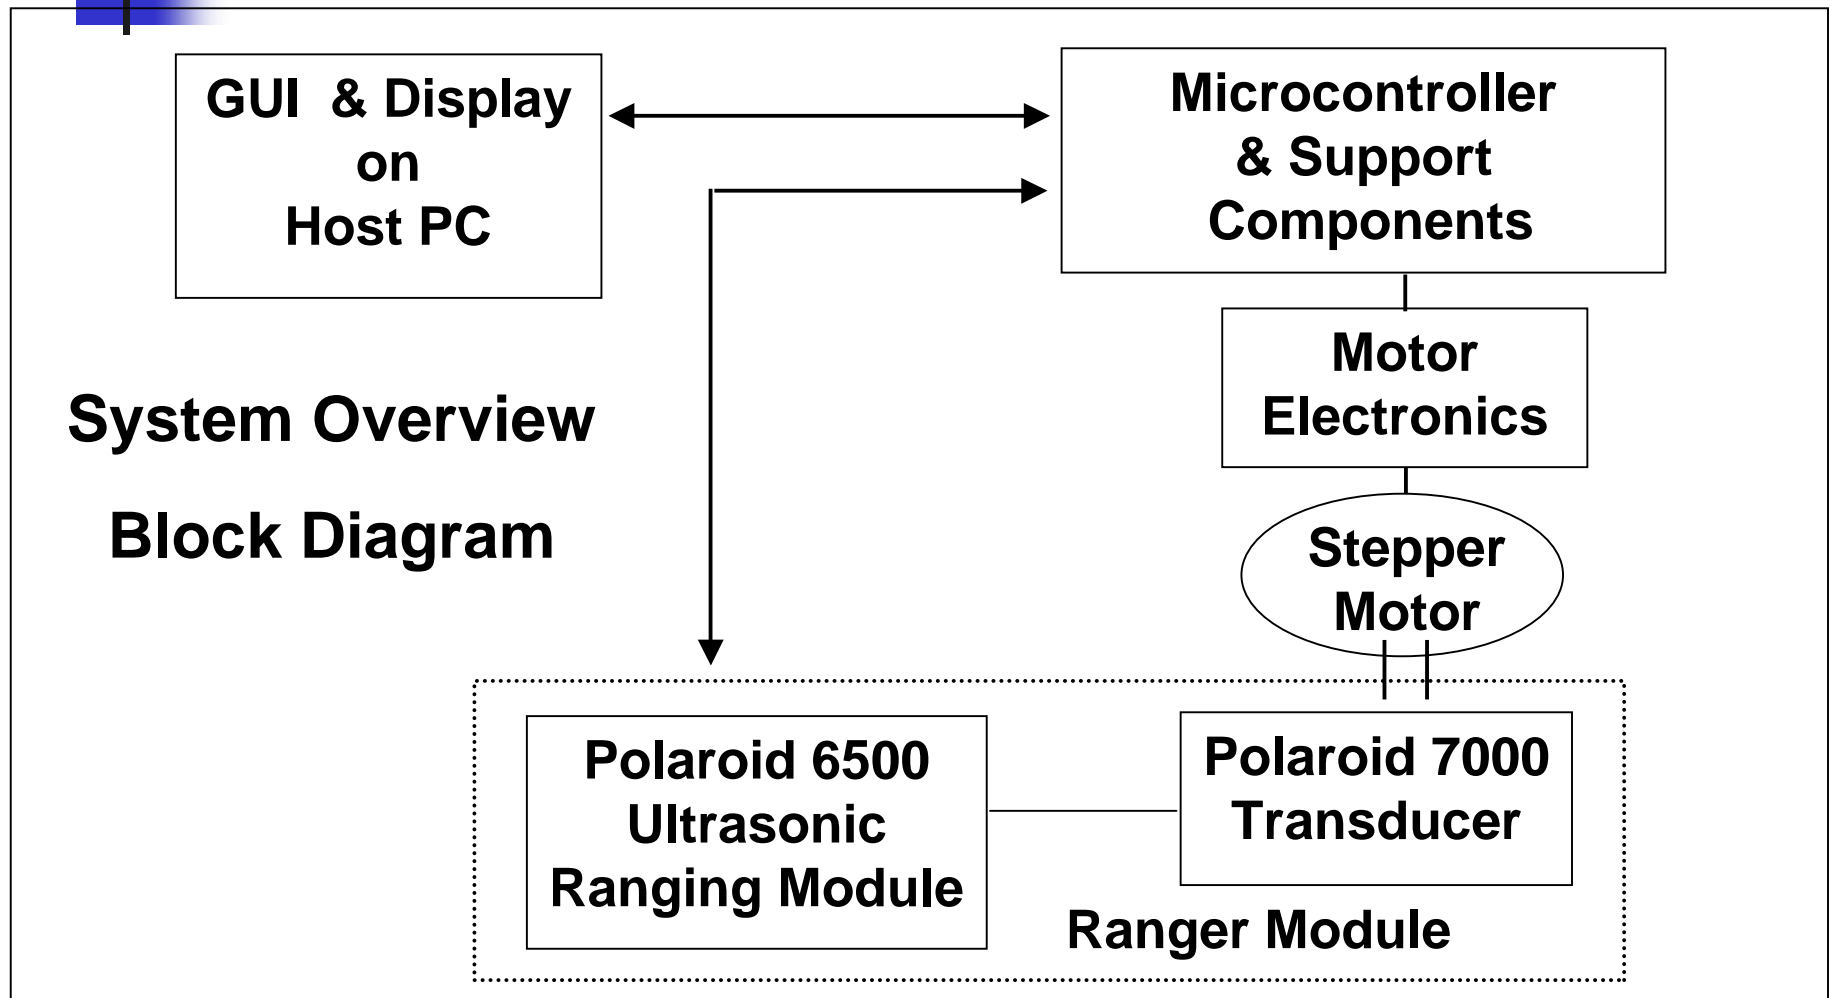 GUI & Display
on
Host PC
Microcontroller
& Support
Components
System Overview
Block Diagram
Motor
Electronics
Stepper
Motor
Polaroid 6500
Ultrasonic
Ranging Module
Polaroid 7000
Transducer
Ranger Module